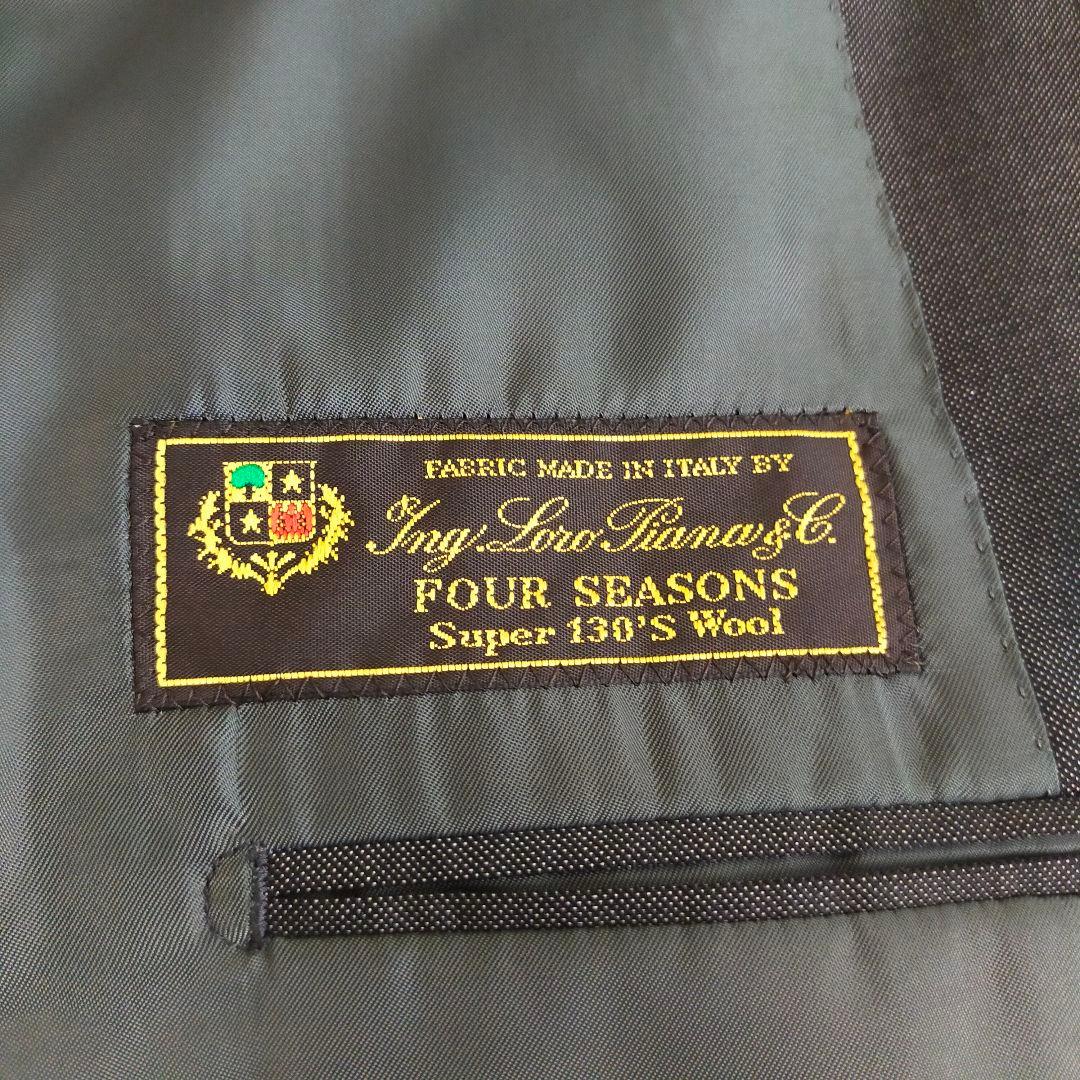 FABRIC MADE IN ITALY BY
Ing. Loro Piana & C.
FOUR SEASONS
Super 130'S Wool